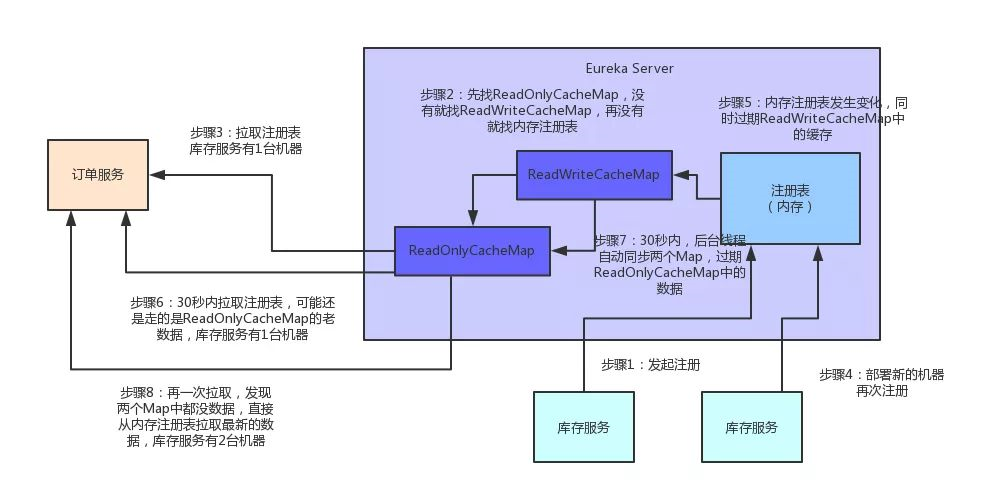 Eureka Server
步骤2：先找ReadOnlyCacheMap，没
有就找ReadWriteCacheMap，再没有
就找内存注册表
步骤5：内存注册表发生变化，同
时过期ReadWriteCacheMap中
的缓存
步骤3：拉取注册表
库存服务有1台机器
订单服务
ReadWriteCacheMap
注册表
（内存）
ReadOnlyCacheMap
步骤7：30秒内，后台线程
自动同步两个Map，过期
ReadOnlyCacheMap中的
数据
步骤6：30秒内拉取注册表，可能还
是走的是ReadOnlyCacheMap的老
数据，库存服务有1台机器
步骤1：发起注册
步骤4：部署新的机器
再次注册
步骤8：再一次拉取，发现
两个Map中都没数据，直接
从内存注册表拉取最新的数
据，库存服务有2台机器
库存服务
库存服务